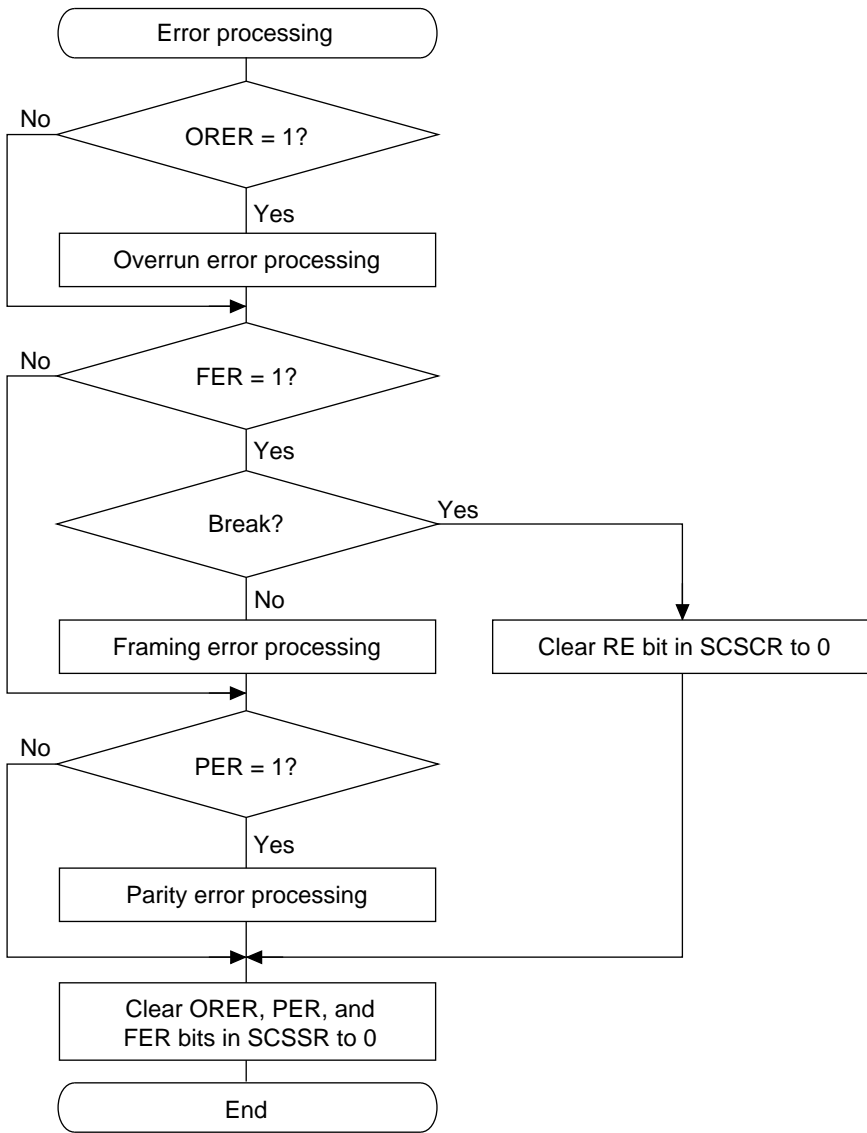 Error processing
No
ORER = 1?
Yes
Overrun error processing
No
FER = 1?
Yes
Break?
Yes
No
Framing error processing
Clear RE bit in SCSCR to 0
No
PER = 1?
Yes
Parity error processing
Clear ORER, PER, and
FER bits in SCSSR to 0
End